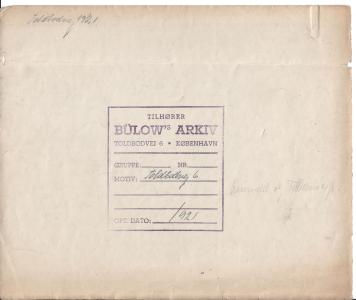 Toldbodvej 1921
TILHØRER
BÜLOW's ARKIV
TOLDBODVEJ 6 • KØBENHAVN
GRUPPE: NR.
MOTIV: Toldbodvej 6
OPT. DATO: /1921